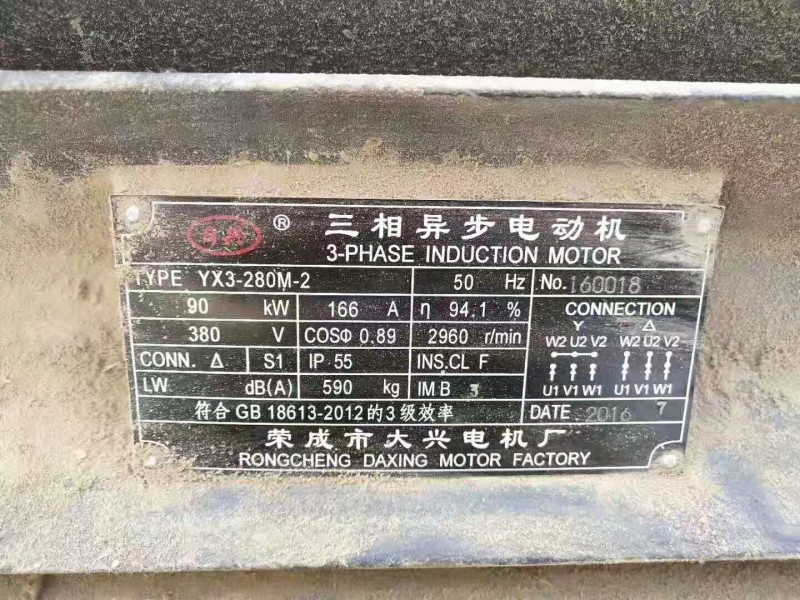 ® 三相异步电动机
3-PHASE INDUCTION MOTOR
TYPE YX3-280M-2 50 Hz No.160018
90 kW 166 A η 94.1 % CONNECTION
380 V COSΦ 0.89 2960 r/min Y Δ
W2 U2 V2 W2 U2 V2
CONN. Δ S1 IP 55 INS.CL F
LW. dB(A) 590 kg IM B 3 U1 V1 W1 U1 V1 W1
符合 GB 18613-2012 的 3 级效率 DATE 2016 7
荣成市大兴电机厂
RONGCHENG DAXING MOTOR FACTORY